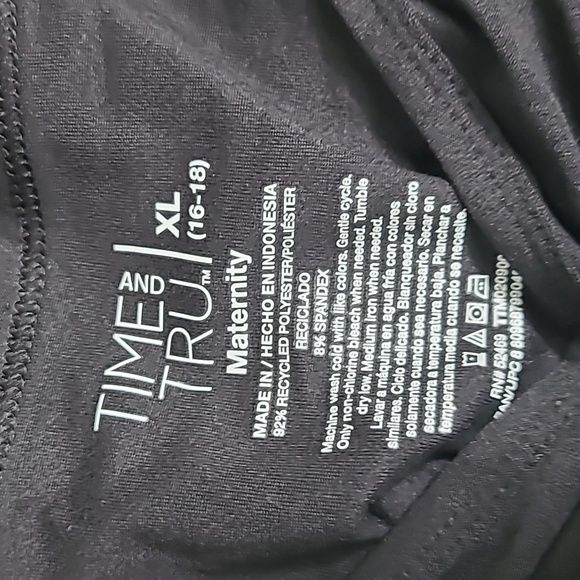 TIME
AND
TRU™
XL
(16-18)
Maternity
MADE IN / HECHO EN INDONESIA
92% RECYCLED POLYESTER/POLIÉSTER
RECICLADO
8% SPANDEX
Machine wash cold with like colors. Gentle cycle.
Only non-chlorine bleach when needed. Tumble
dry low. Medium iron when needed.
Lavar a máquina en agua fría con colores
similares. Ciclo delicado. Blanqueador sin cloro
solamente cuando sea necesario. Secar en
secadora a temperatura baja. Planchar a
temperatura media cuando se necesite.
RN# 52469